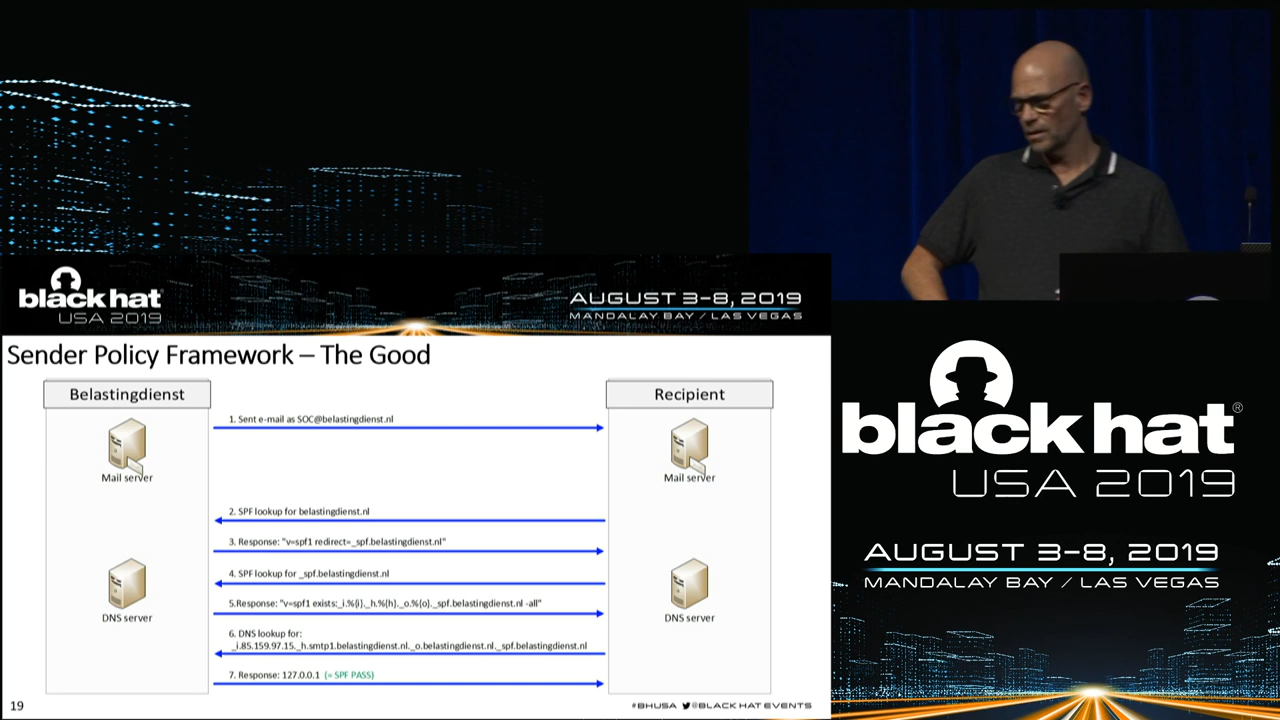 black hat
USA 2019
AUGUST 3-8, 2019
MANDALAY BAY / LAS VEGAS
Sender Policy Framework – The Good
Belastingdienst
Recipient
1. Sent e-mail as SOC@belastingdienst.nl
Mail server
Mail server
2. SPF lookup for belastingdienst.nl
3. Response: "v=spf1 redirect=_spf.belastingdienst.nl"
4. SPF lookup for _spf.belastingdienst.nl
5.Response: "v=spf1 exists:_i.%{i}._h.%{h}._o.%{o}._spf.belastingdienst.nl -all"
DNS server
DNS server
6. DNS lookup for:
_i.85.159.97.15._h.smtp1.belastingdienst.nl._o.belastingdienst.nl._spf.belastingdienst.nl
7. Response: 127.0.0.1 (= SPF PASS)
19
#BHUSA @BLACK HAT EVENTS
black hat®
USA 2019
AUGUST 3-8, 2019
MANDALAY BAY / LAS VEGAS